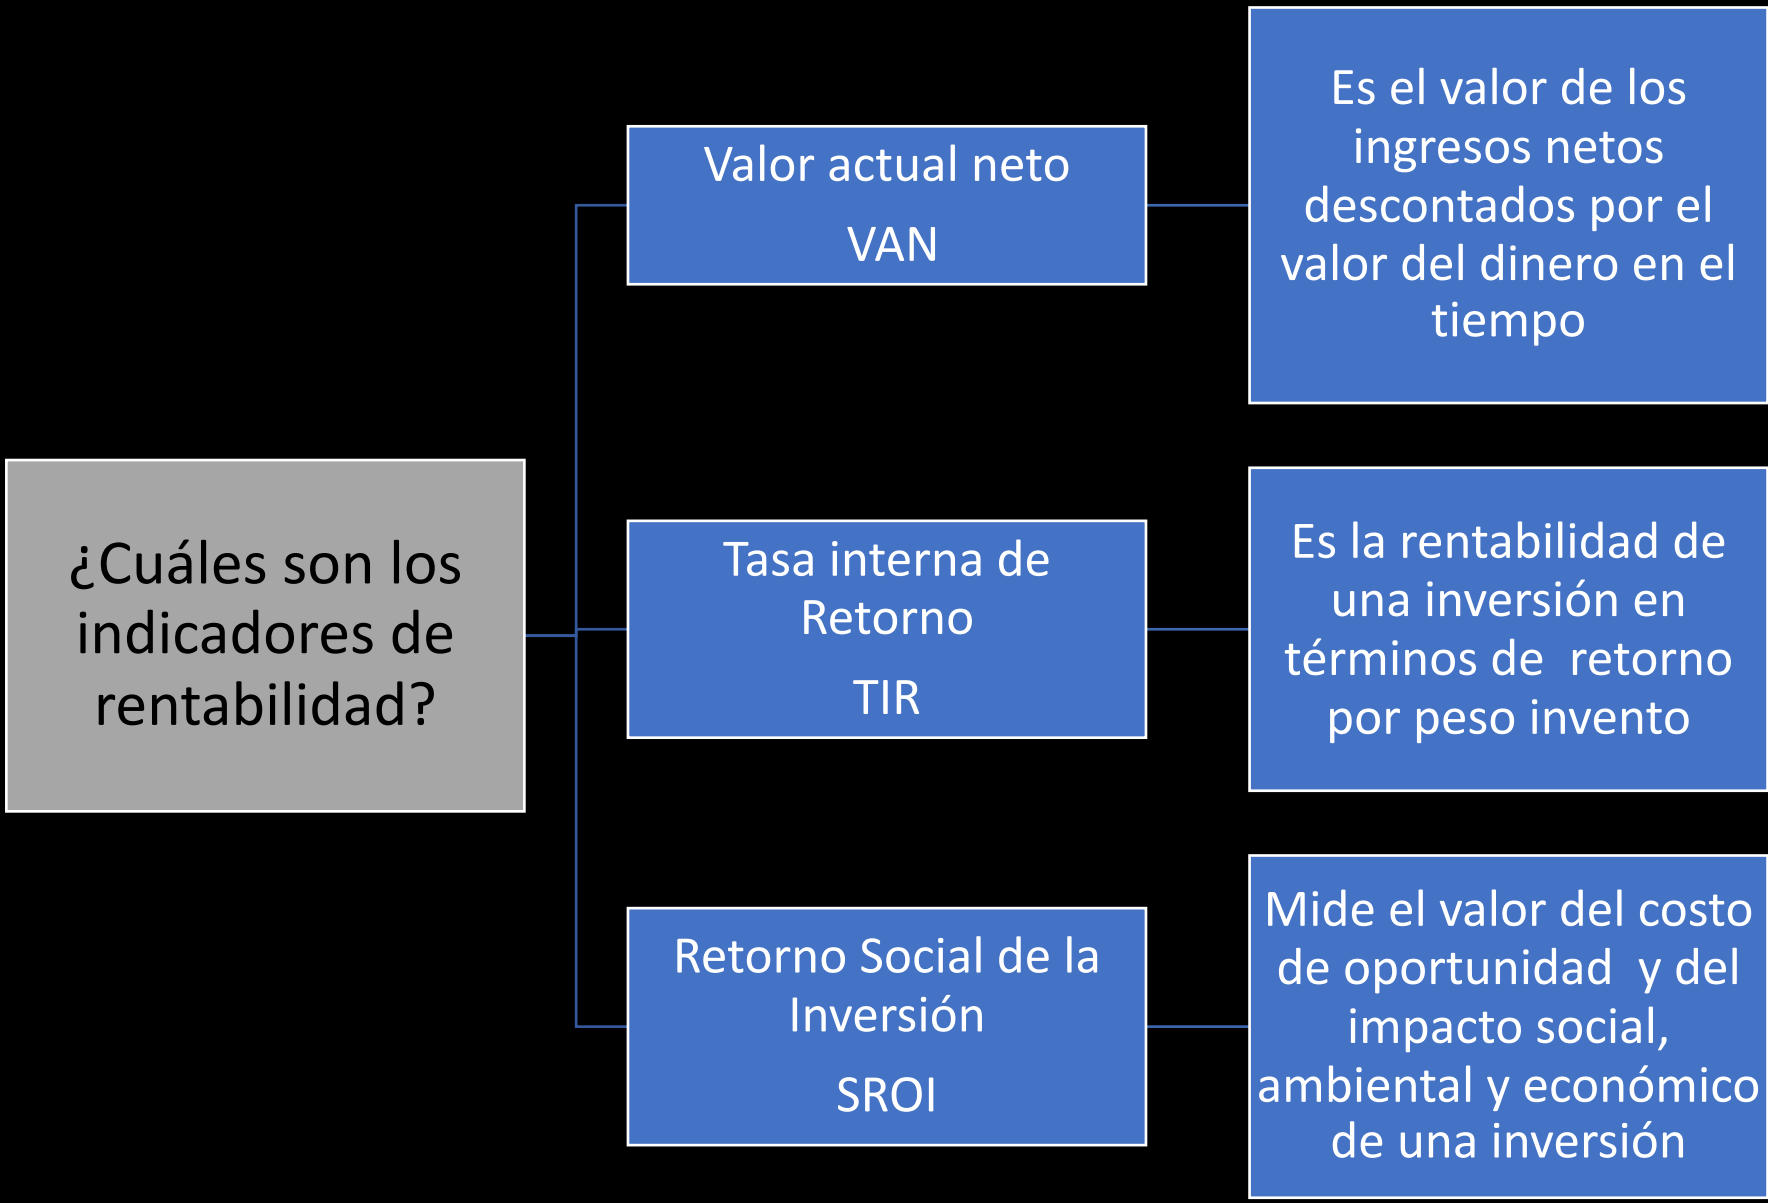 ¿Cuáles son los
indicadores de
rentabilidad?
Valor actual neto
VAN
Es el valor de los
ingresos netos
descontados por el
valor del dinero en el
tiempo
Tasa interna de
Retorno
TIR
Es la rentabilidad de
una inversión en
términos de  retorno
por peso invento
Retorno Social de la
Inversión
SROI
Mide el valor del costo
de oportunidad  y del
impacto social,
ambiental y económico
de una inversión